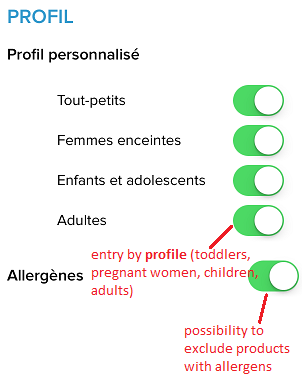 PROFIL
Profil personnalisé
Tout-petits
Femmes enceintes
Enfants et adolescents
Adultes
entry by profile (toddlers,
pregnant women, children,
adults)
Allergènes
possibility to
exclude products
with allergens